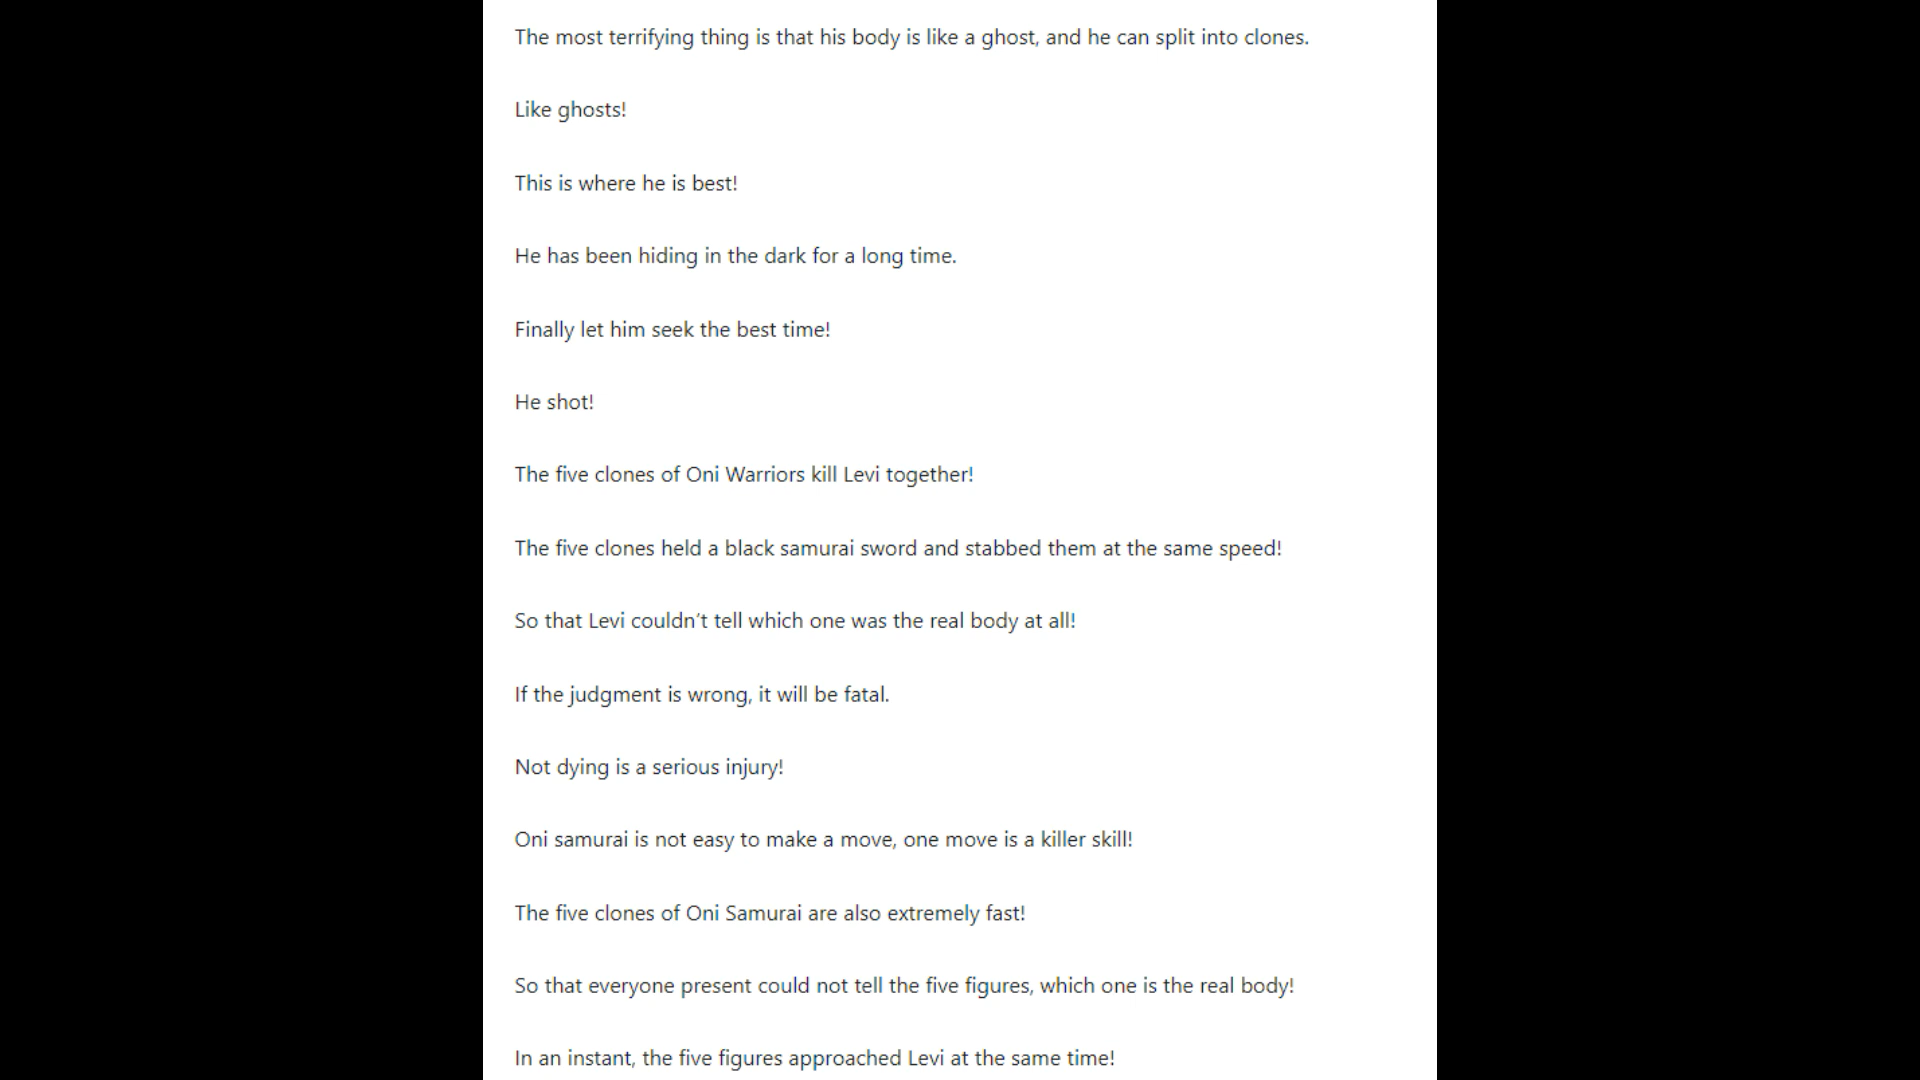 The most terrifying thing is that his body is like a ghost, and he can split into clones.
Like ghosts!
This is where he is best!
He has been hiding in the dark for a long time.
Finally let him seek the best time!
He shot!
The five clones of Oni Warriors kill Levi together!
The five clones held a black samurai sword and stabbed them at the same speed!
So that Levi couldn't tell which one was the real body at all!
If the judgment is wrong, it will be fatal.
Not dying is a serious injury!
Oni samurai is not easy to make a move, one move is a killer skill!
The five clones of Oni Samurai are also extremely fast!
So that everyone present could not tell the five figures, which one is the real body!
In an instant, the five figures approached Levi at the same time!